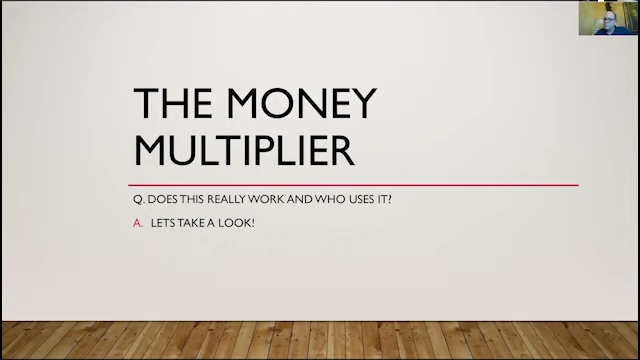 THE MONEY
MULTIPLIER
Q. DOES THIS REALLY WORK AND WHO USES IT?
A. LETS TAKE A LOOK!